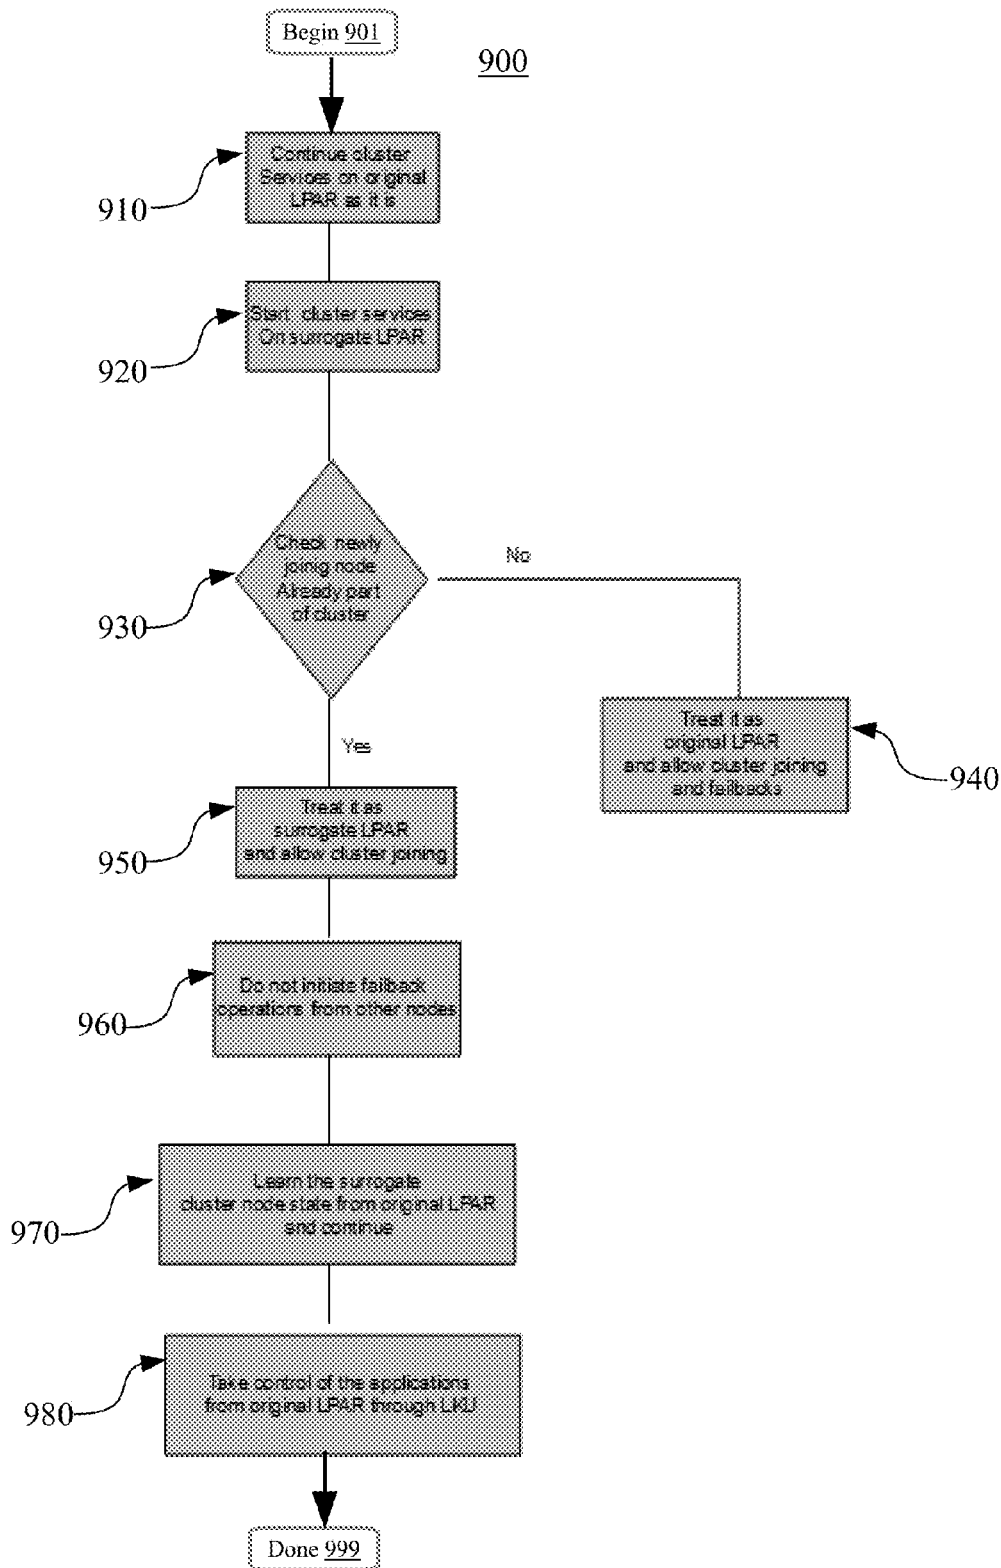 Begin 901
900
Continue cluster
Services on original
LPAR as it is
910
Start cluster services
On surrogate LPAR
920
Check newly
joinig node
Already part
of cluster
930
No
Treat it as
original LPAR
and allow cluster joining
and failbacks
940
Yes
Treat it as
surrogate LPAR
and allow cluster joining
950
Do not initiate failback
operations from other nodes
960
Learn the surrogate
cluster node state from original LPAR
and continue
970
Take control of the applications
from original LPAR through LKU
980
Done 999